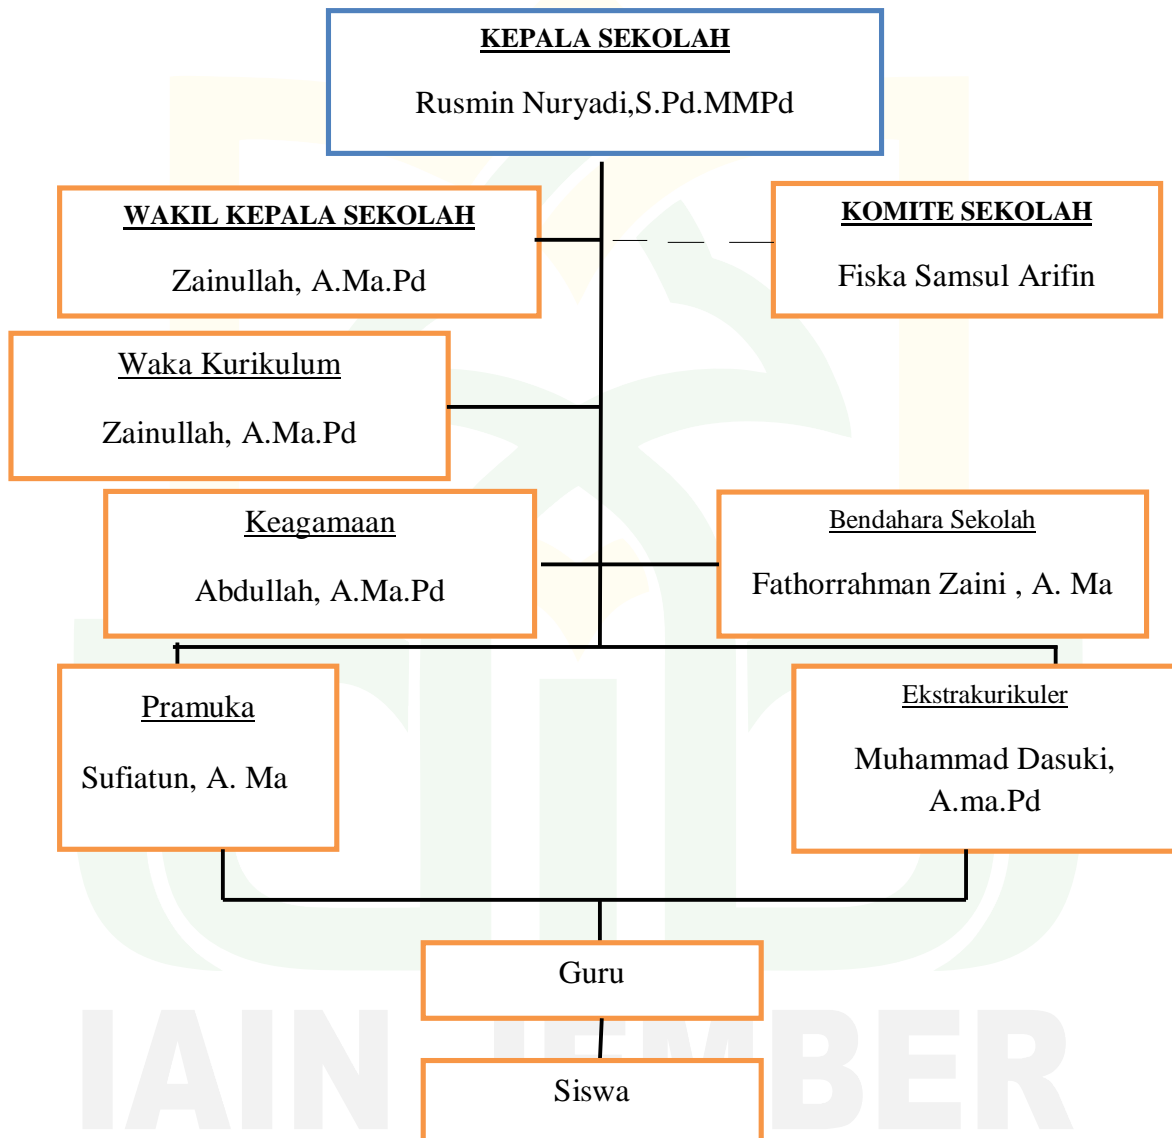 KEPALA SEKOLAH
Rusmin Nuryadi,S.Pd.MMPd
WAKIL KEPALA SEKOLAH
Zainullah, A.Ma.Pd
KOMITE SEKOLAH
Fiska Samsul Arifin
Waka Kurikulum
Zainullah, A.Ma.Pd
Keagamaan
Abdullah, A.Ma.Pd
Bendahara Sekolah
Fathorrahman Zaini , A. Ma
Pramuka
Sufiatun, A. Ma
Ekstrakurikuler
Muhammad Dasuki,
A.ma.Pd
Guru
Siswa
IAIN JEMBER